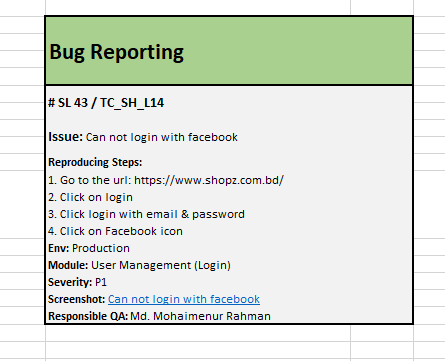 Bug Reporting
# SL 43 / TC_SH_L14
Issue: Can not login with facebook
Reproducing Steps:
1. Go to the url: https://www.shopz.com.bd/
2. Click on login
3. Click login with email & password
4. Click on Facebook icon
Env: Production
Module: User Management (Login)
Severity: P1
Screenshot: Can not login with facebook
Responsible QA: Md. Mohaimenur Rahman